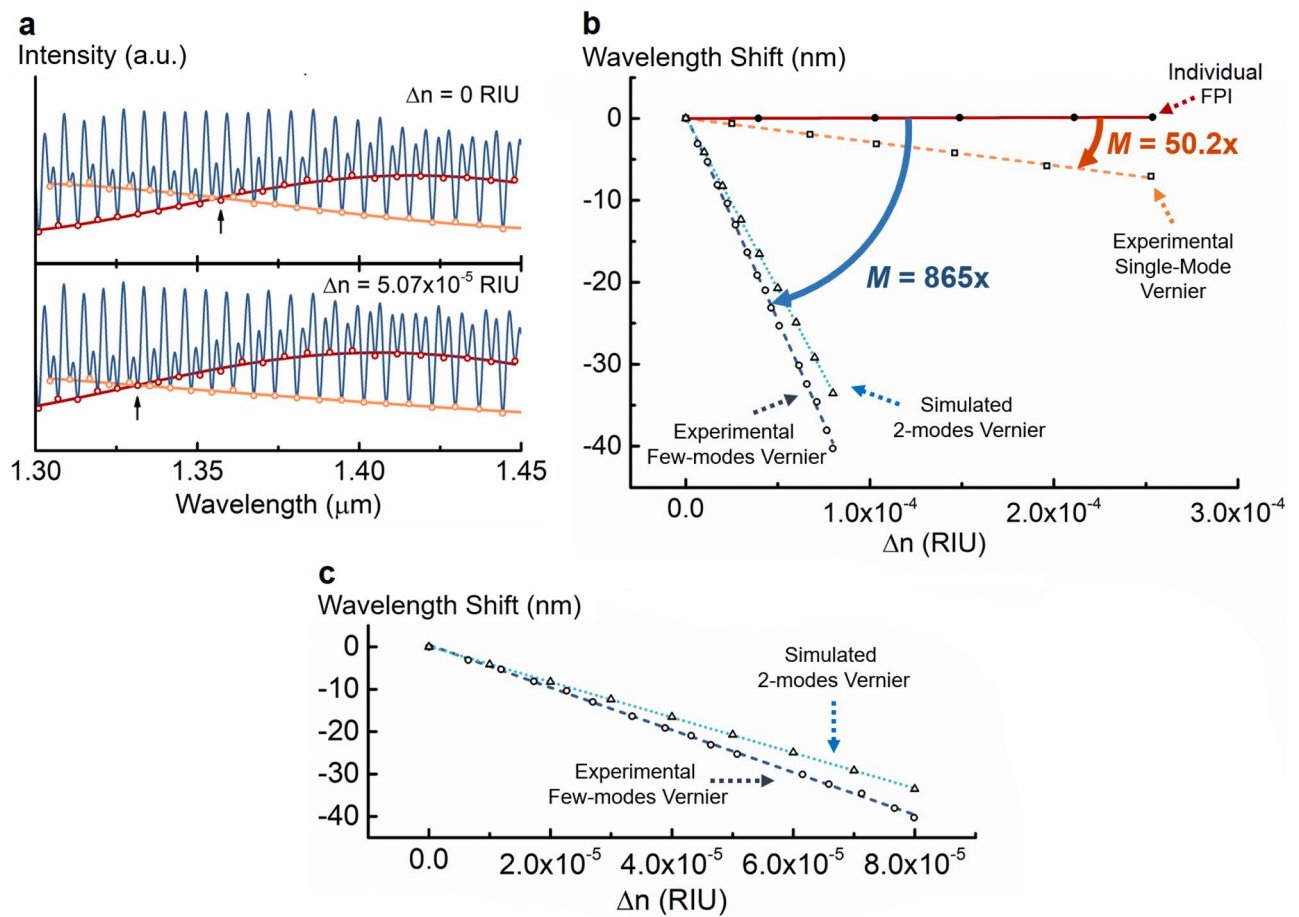 a
Intensity (a.u.)
Δn = 0 RIU
Δn = 5.07x10⁻⁵ RIU
1.30
1.35
1.40
1.45
Wavelength (μm)
b
Wavelength Shift (nm)
Individual
FPI
0
-10
-20
-30
-40
M = 50.2x
M = 865x
Experimental
Single-Mode
Vernier
Simulated
2-modes Vernier
Experimental
Few-modes Vernier
0.0
1.0x10⁻⁴
2.0x10⁻⁴
3.0x10⁻⁴
Δn (RIU)
c
Wavelength Shift (nm)
0
-10
-20
-30
-40
Simulated
2-modes Vernier
Experimental
Few-modes Vernier
0.0
2.0x10⁻⁵
4.0x10⁻⁵
6.0x10⁻⁵
8.0x10⁻⁵
Δn (RIU)